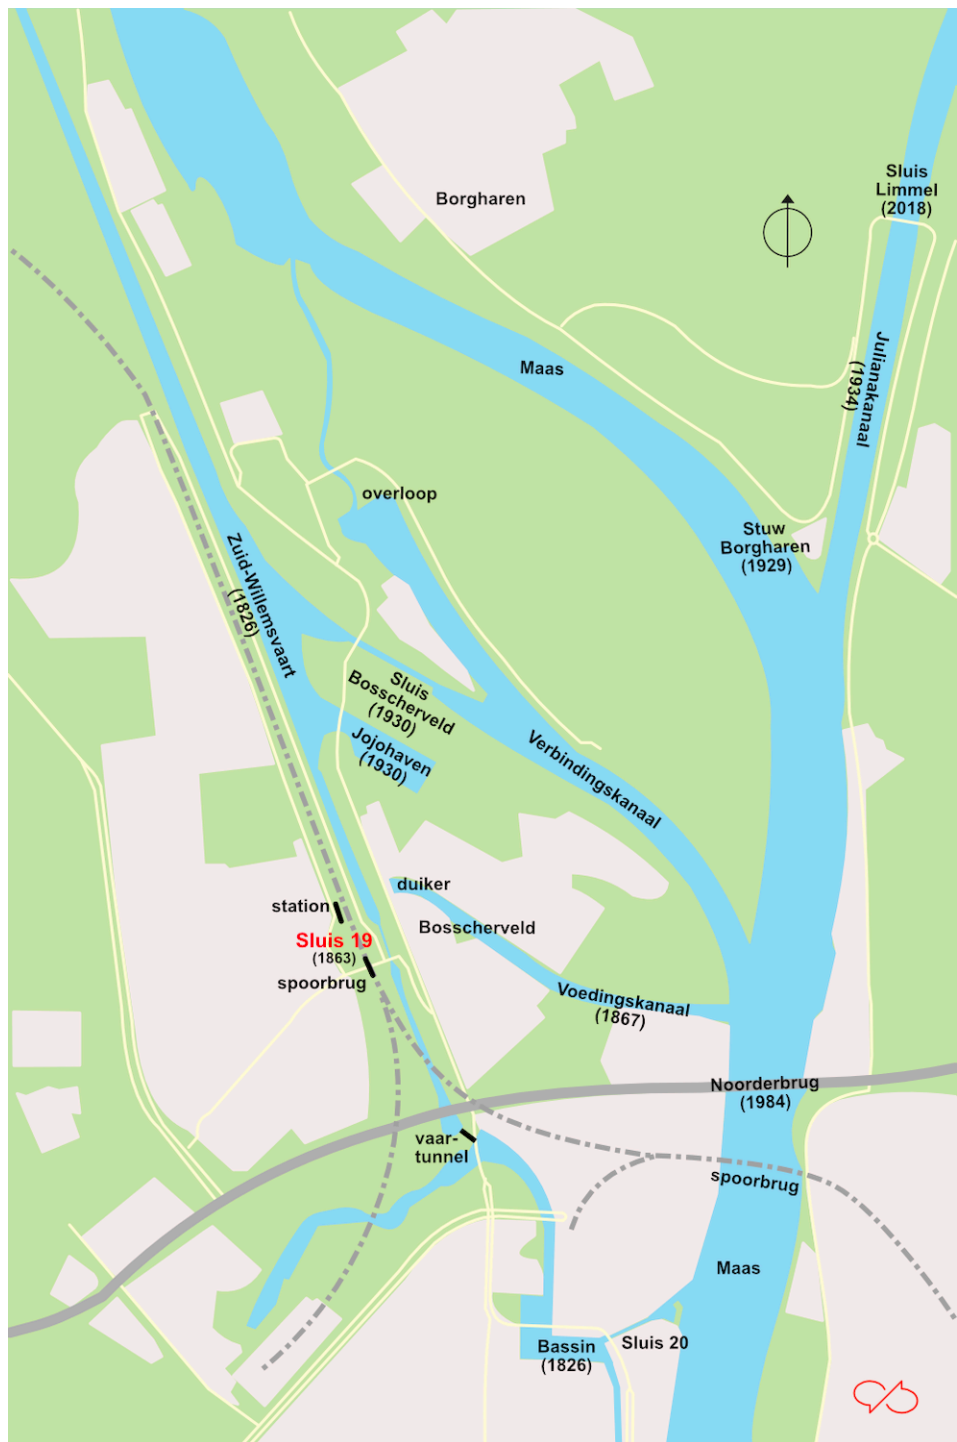 Sluis
Limmel
(2018)
Borgharen
Julianakanaal
(1934)
Maas
overloop
Stuw
Borgharen
(1929)
Zuid-Willemsvaart
(1826)
Sluis
Bosscherveld
(1930)
Jojohaven
(1930)
Verbindingskanaal
duiker
station
Bosscherveld
Sluis 19
(1863)
spoorbrug
Voedingskanaal
(1867)
Noorderbrug
(1984)
vaar-
tunnel
spoorbrug
Maas
Bassin
(1826)
Sluis 20